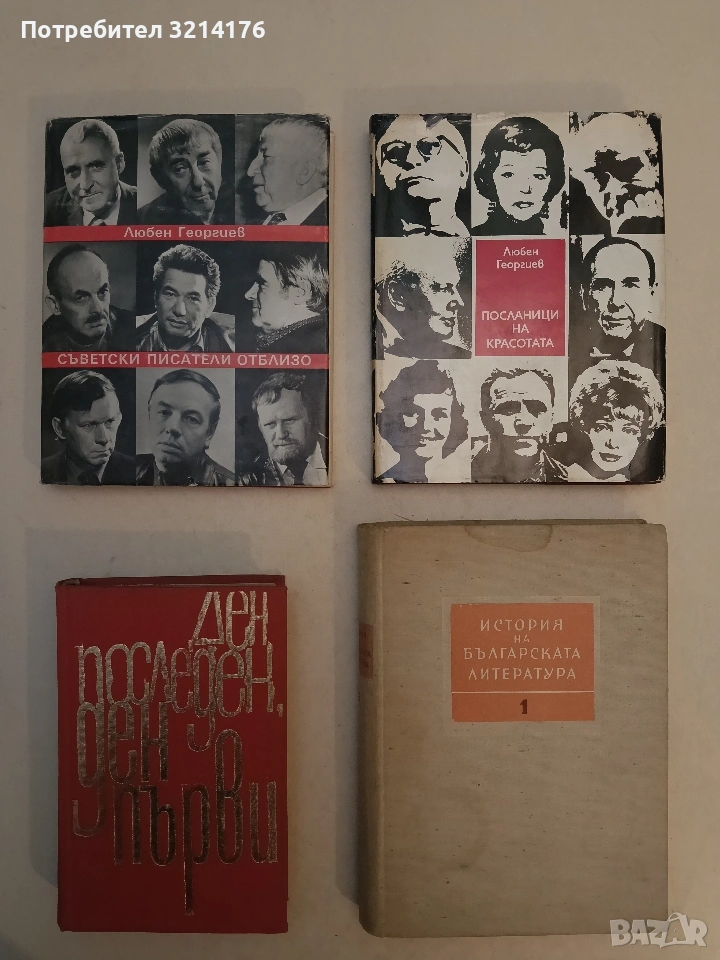 Потребител 3214176
Любен Георгиев
СЪВЕТСКИ ПИСАТЕЛИ ОТБЛИЗО
Любен
Георгиев
ПОСЛАНИЦИ
НА
КРАСОТАТА
Ден
последен,
ден
първи
ИСТОРИЯ
НА
БЪЛГАРСКАТА
ЛИТЕРАТУРА
1
BAZAR